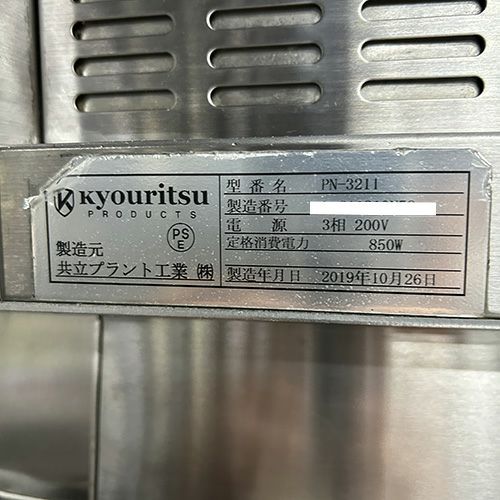 Kyouritsu
PRODUCTS
PS
E
製造元
共立プラント工業 ㈱
型番名 PN-3211
製造番号
電源 3相 200V
定格消費電力 850W
製造年月日 2019年10月26日